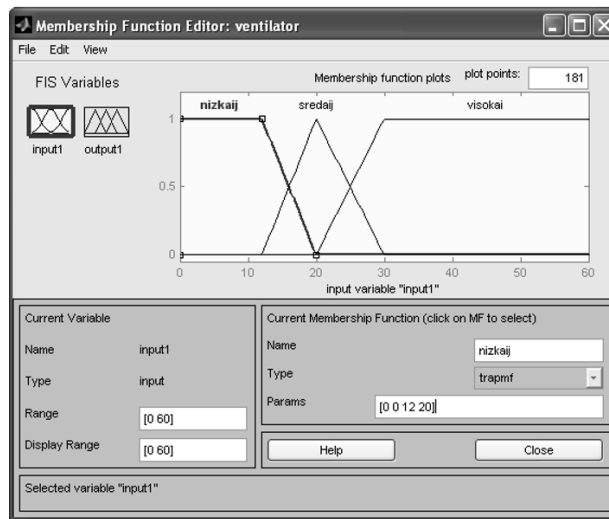 Membership Function Editor: ventilator
File Edit View
FIS Variables
Membership function plots plot points: 181
input1 output1
nizkaij sredaij visokai
1
0.5
0
0 10 20 30 40 50 60
input variable "input1"
Current Variable
Name input1
Type input
Range [0 60]
Display Range [0 60]
Current Membership Function (click on MF to select)
Name nizkaij
Type trapmf
Params [0 0 12 20]
Help Close
Selected variable "input1"